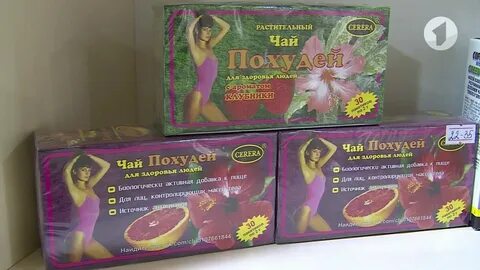 1
РАСТИТЕЛЬНЫЙ
CERERA
Чай
Похудей
для здоровья людей
с ароматом
КЛУБНИКИ
30
22-35
Чай Похудей
для здоровья людей
CERERA
Биологически активная добавка к пище
Для лиц, контролирующих массу тела
Источник
30
Чай Похудей
для здоровья людей
CERERA
Биологически активная добавка к пище
Для лиц, контролирующих массу тела
Источник
30